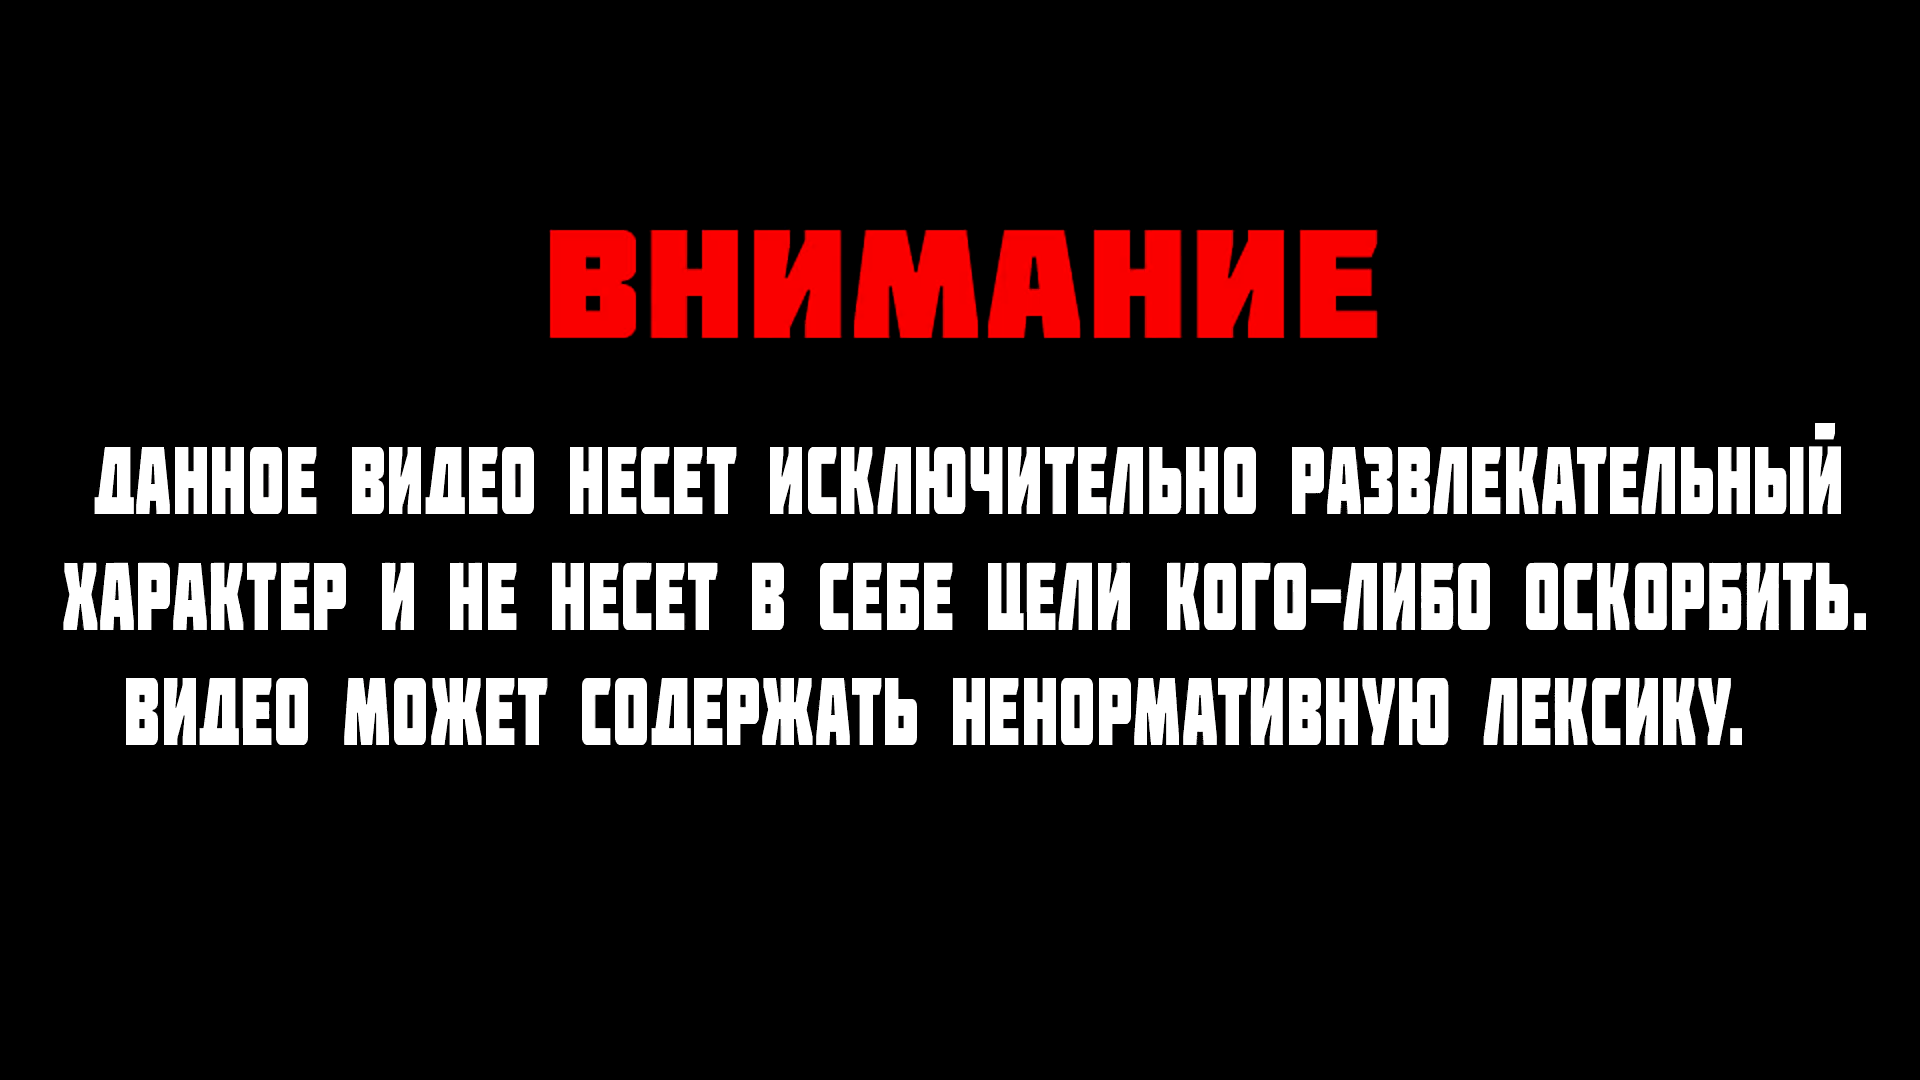 ВНИМАНИЕ
ДАННОЕ ВИДЕО НЕСЕТ ИСКЛЮЧИТЕЛЬНО РАЗВЛЕКАТЕЛЬНЫЙ
ХАРАКТЕР И НЕ НЕСЕТ В СЕБЕ ЦЕЛИ КОГО-ЛИБО ОСКОРБИТЬ.
ВИДЕО МОЖЕТ СОДЕРЖАТЬ НЕНОРМАТИВНУЮ ЛЕКСИКУ.